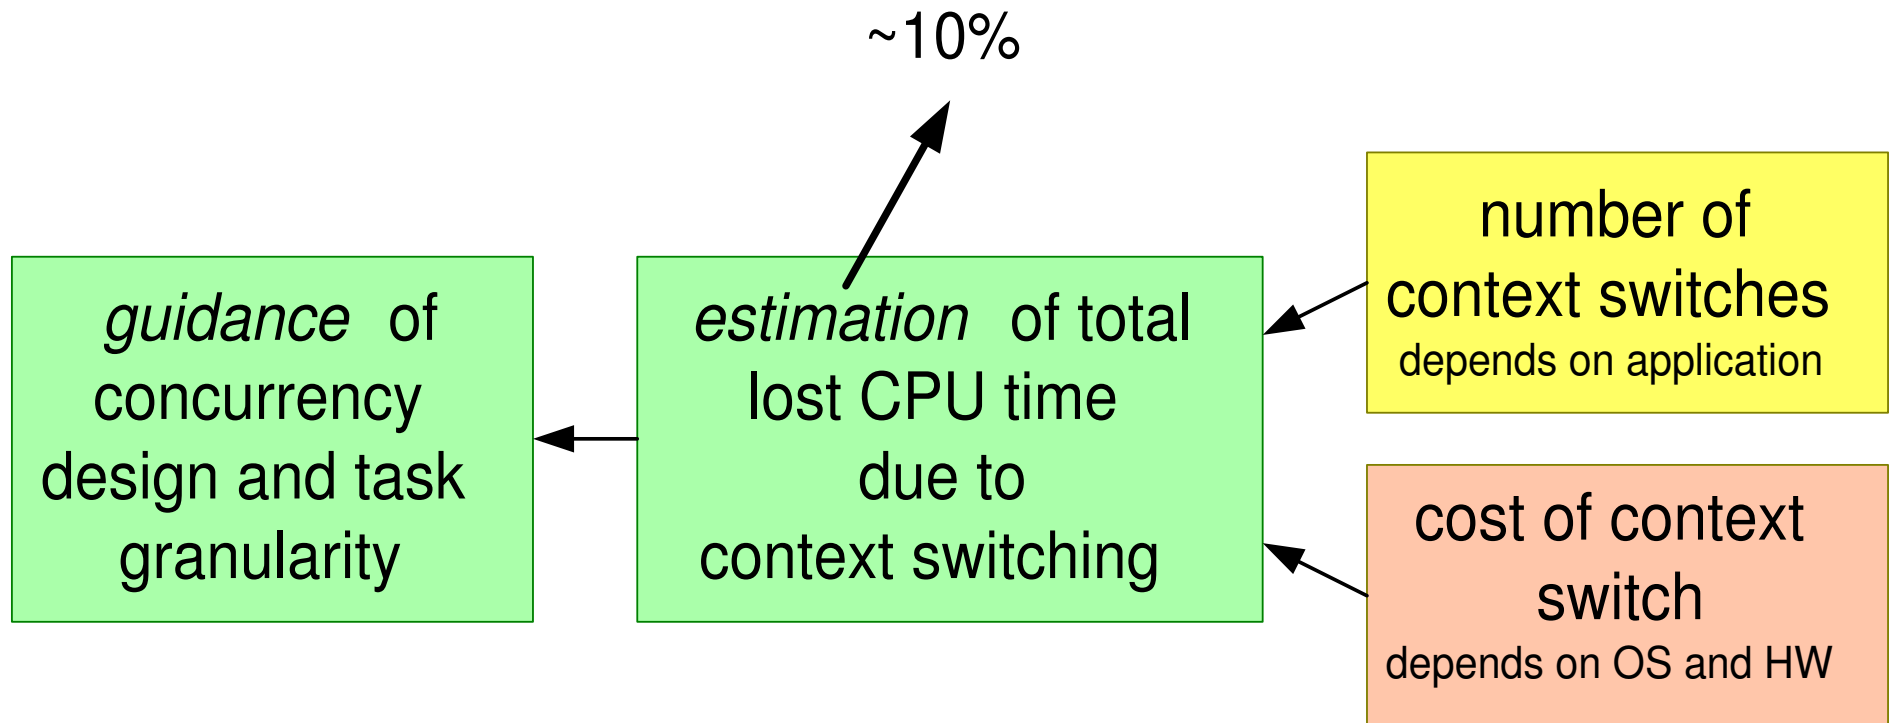 ~10%
guidance of
concurrency
design and task
granularity
estimation of total
lost CPU time
due to
context switching
number of
context switches
depends on application
cost of context
switch
depends on OS and HW